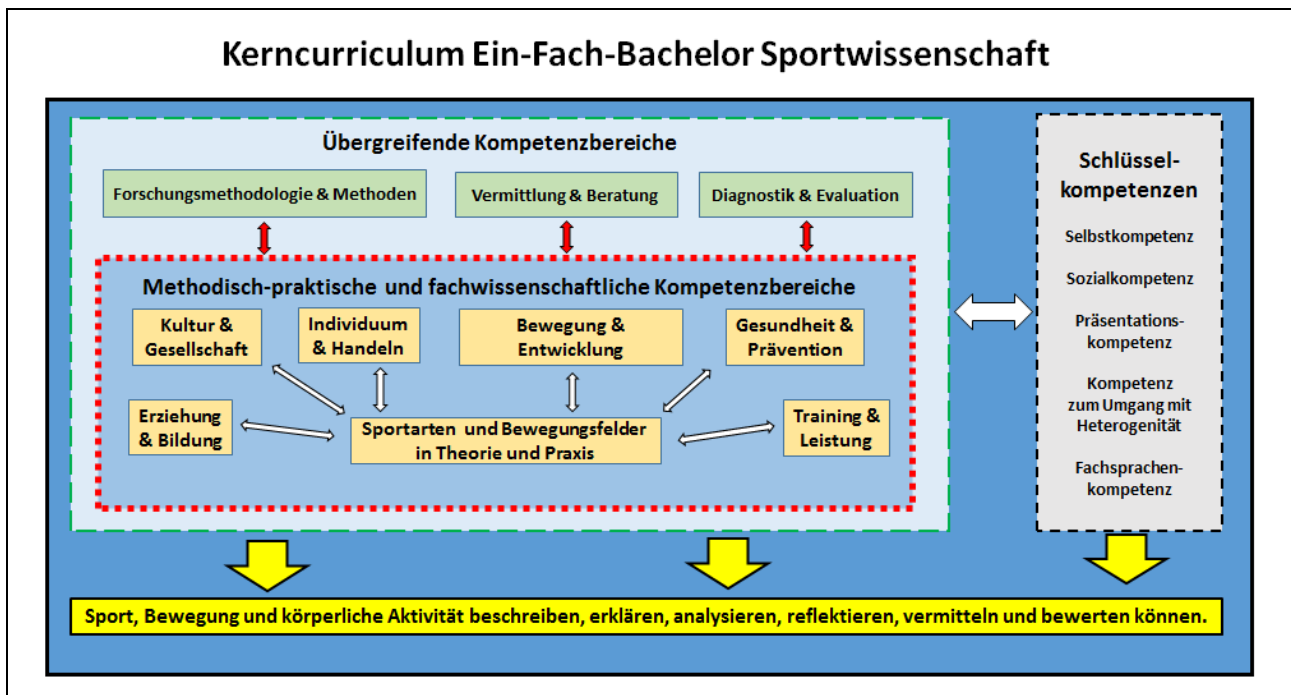 Kerncurriculum Ein-Fach-Bachelor Sportwissenschaft
Übergreifende Kompetenzbereiche
Forschungsmethodologie & Methoden
Vermittlung & Beratung
Diagnostik & Evaluation
Methodisch-praktische und fachwissenschaftliche Kompetenzbereiche
Kultur &
Gesellschaft
Individuum
& Handeln
Bewegung &
Entwicklung
Gesundheit &
Prävention
Erziehung
& Bildung
Sportarten und Bewegungsfelder
in Theorie und Praxis
Training &
Leistung
Schlüssel-
kompetenzen
Selbstkompetenz
Sozialkompetenz
Präsentations-
kompetenz
Kompetenz
zum Umgang mit
Heterogenität
Fachsprachen-
kompetenz
Sport, Bewegung und körperliche Aktivität beschreiben, erklären, analysieren, reflektieren, vermitteln und bewerten können.